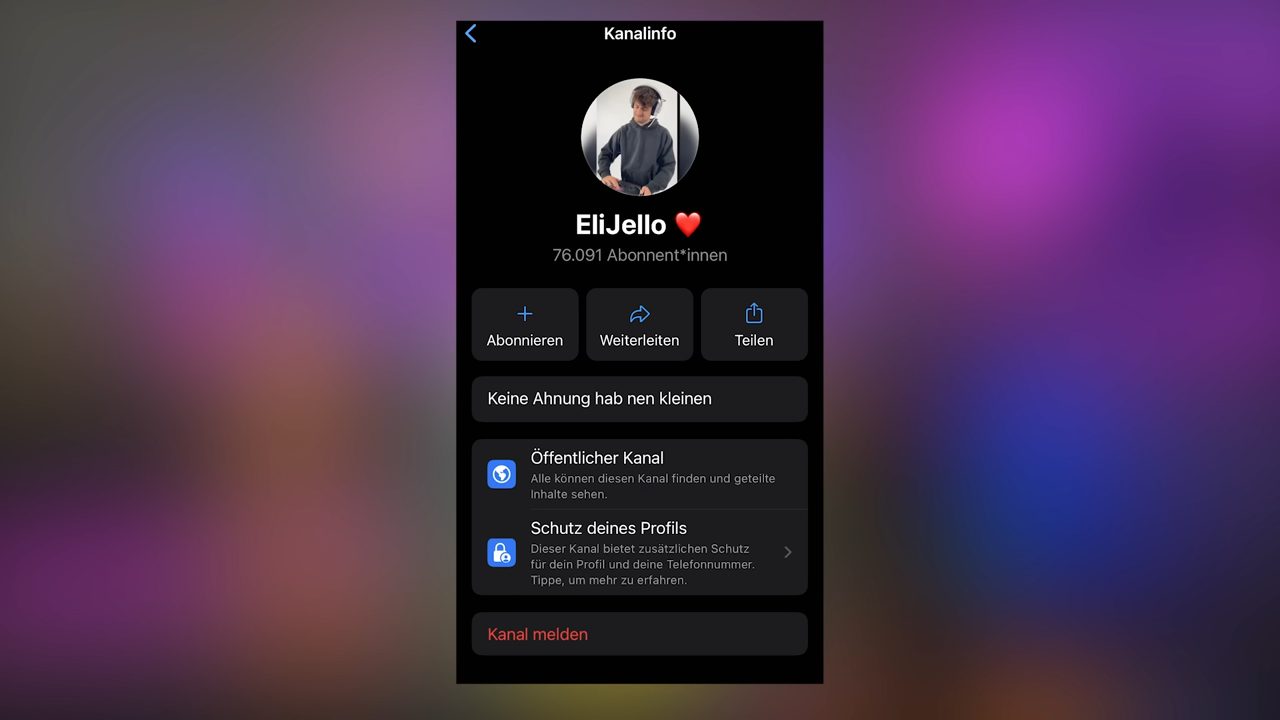 Kanalinfo
EliJello ❤️
76.091 Abonnent*innen
Abonnieren
Weiterleiten
Teilen
Keine Ahnung hab nen kleinen
Öffentlicher Kanal
Alle können diesen Kanal finden und geteilte
Inhalte sehen.
Schutz deines Profils
Dieser Kanal bietet zusätzlichen Schutz
für dein Profil und deine Telefonnummer.
Tippe, um mehr zu erfahren.
Kanal melden